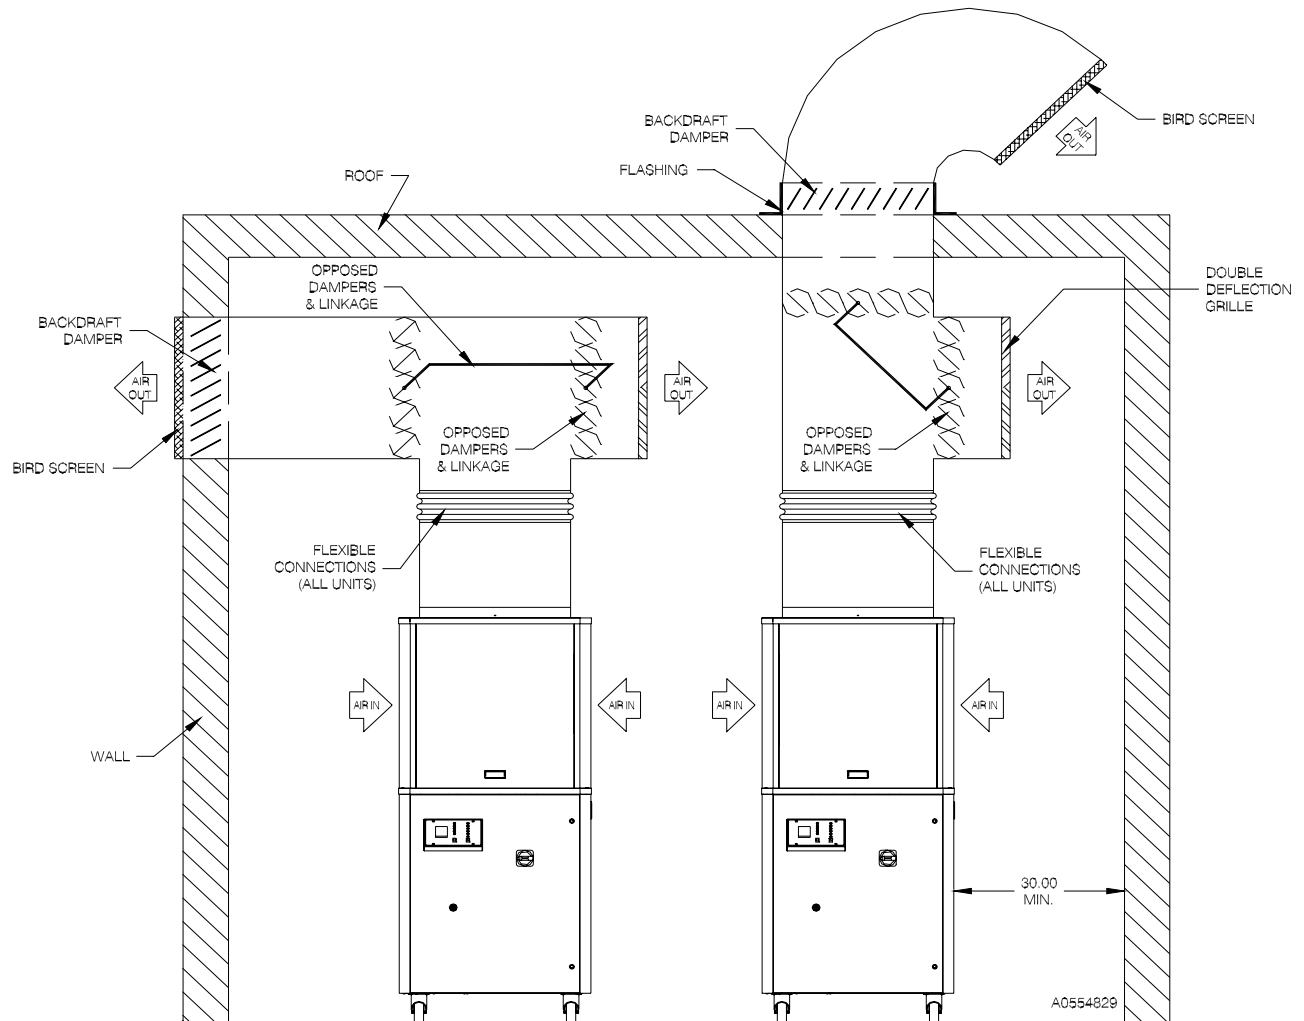 BACKDRAFT
DAMPER
BIRD SCREEN
AIR
OUT
FLASHING
ROOF
OPPOSED
DAMPERS
& LINKAGE
DOUBLE
DEFLECTION
GRILLE
BACKDRAFT
DAMPER
AIR
OUT
AIR
OUT
AIR
OUT
OPPOSED
DAMPERS
& LINKAGE
OPPOSED
DAMPERS
& LINKAGE
BIRD SCREEN
FLEXIBLE
CONNECTIONS
(ALL UNITS)
FLEXIBLE
CONNECTIONS
(ALL UNITS)
AIR IN
AIR IN
AIR IN
AIR IN
WALL
30.00
MIN.
A0554829